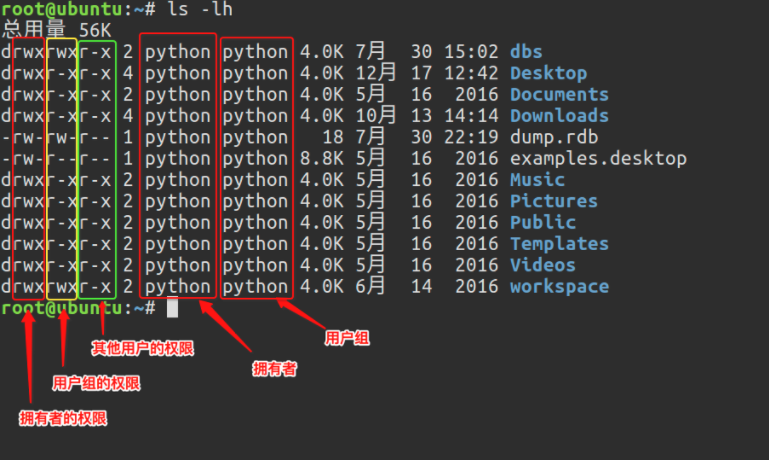 root@ubuntu:~# ls -lh
总用量 56K
drwxrwxr-x 2 python python 4.0K 7月 30 15:02 dbs
drwxr-xr-x 4 python python 4.0K 12月 17 12:42 Desktop
drwxr-xr-x 2 python python 4.0K 5月 16 2016 Documents
drwxr-xr-x 4 python python 4.0K 10月 13 14:14 Downloads
-rw-rw-r-- 1 python python 18 7月 30 22:19 dump.rdb
-rw-r--r-- 1 python python 8.8K 5月 16 2016 examples.desktop
drwxr-xr-x 2 python python 4.0K 5月 16 2016 Music
drwxr-xr-x 2 python python 4.0K 5月 16 2016 Pictures
drwxr-xr-x 2 python python 4.0K 5月 16 2016 Public
drwxr-xr-x 2 python python 4.0K 5月 16 2016 Templates
drwxr-xr-x 2 python python 4.0K 5月 16 2016 Videos
drwxrwxr-x 2 python python 4.0K 6月 14 2016 workspace
root@ubuntu:~#
用户组
其他用户的权限
拥有者
用户组的权限
拥有者的权限